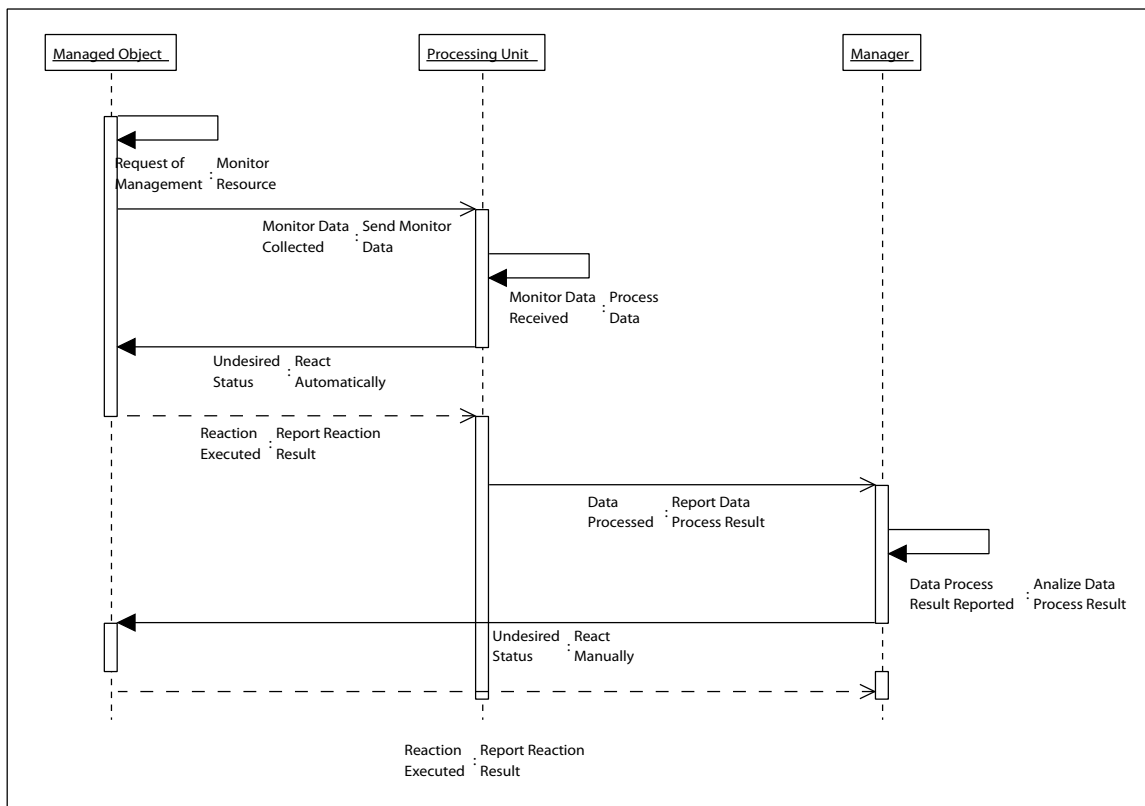 Managed Object
Processing Unit
Manager
Request of : Monitor
Management Resource
Monitor Data : Send Monitor
Collected Data
Monitor Data : Process
Received Data
Undesired : React
Status Automatically
Reaction : Report Reaction
Executed Result
Data : Report Data
Processed Process Result
Data Process : Analize Data
Result Reported Process Result
Undesired : React
Status Manually
Reaction : Report Reaction
Executed Result